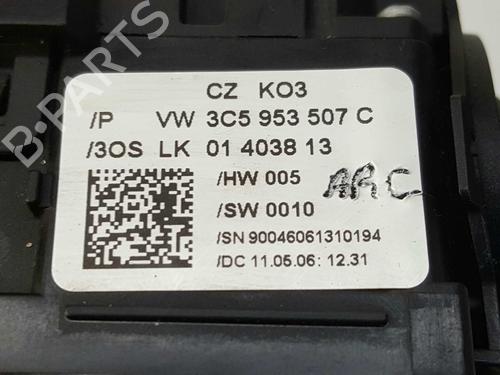 B-PARTS
CZ KO3
/P VW 3C5 953 507 C
/3OS LK 01 4038 13
/HW 005
ARC
/SW 0010
/SN 90046061310194
/DC 11.05.06: 12.31